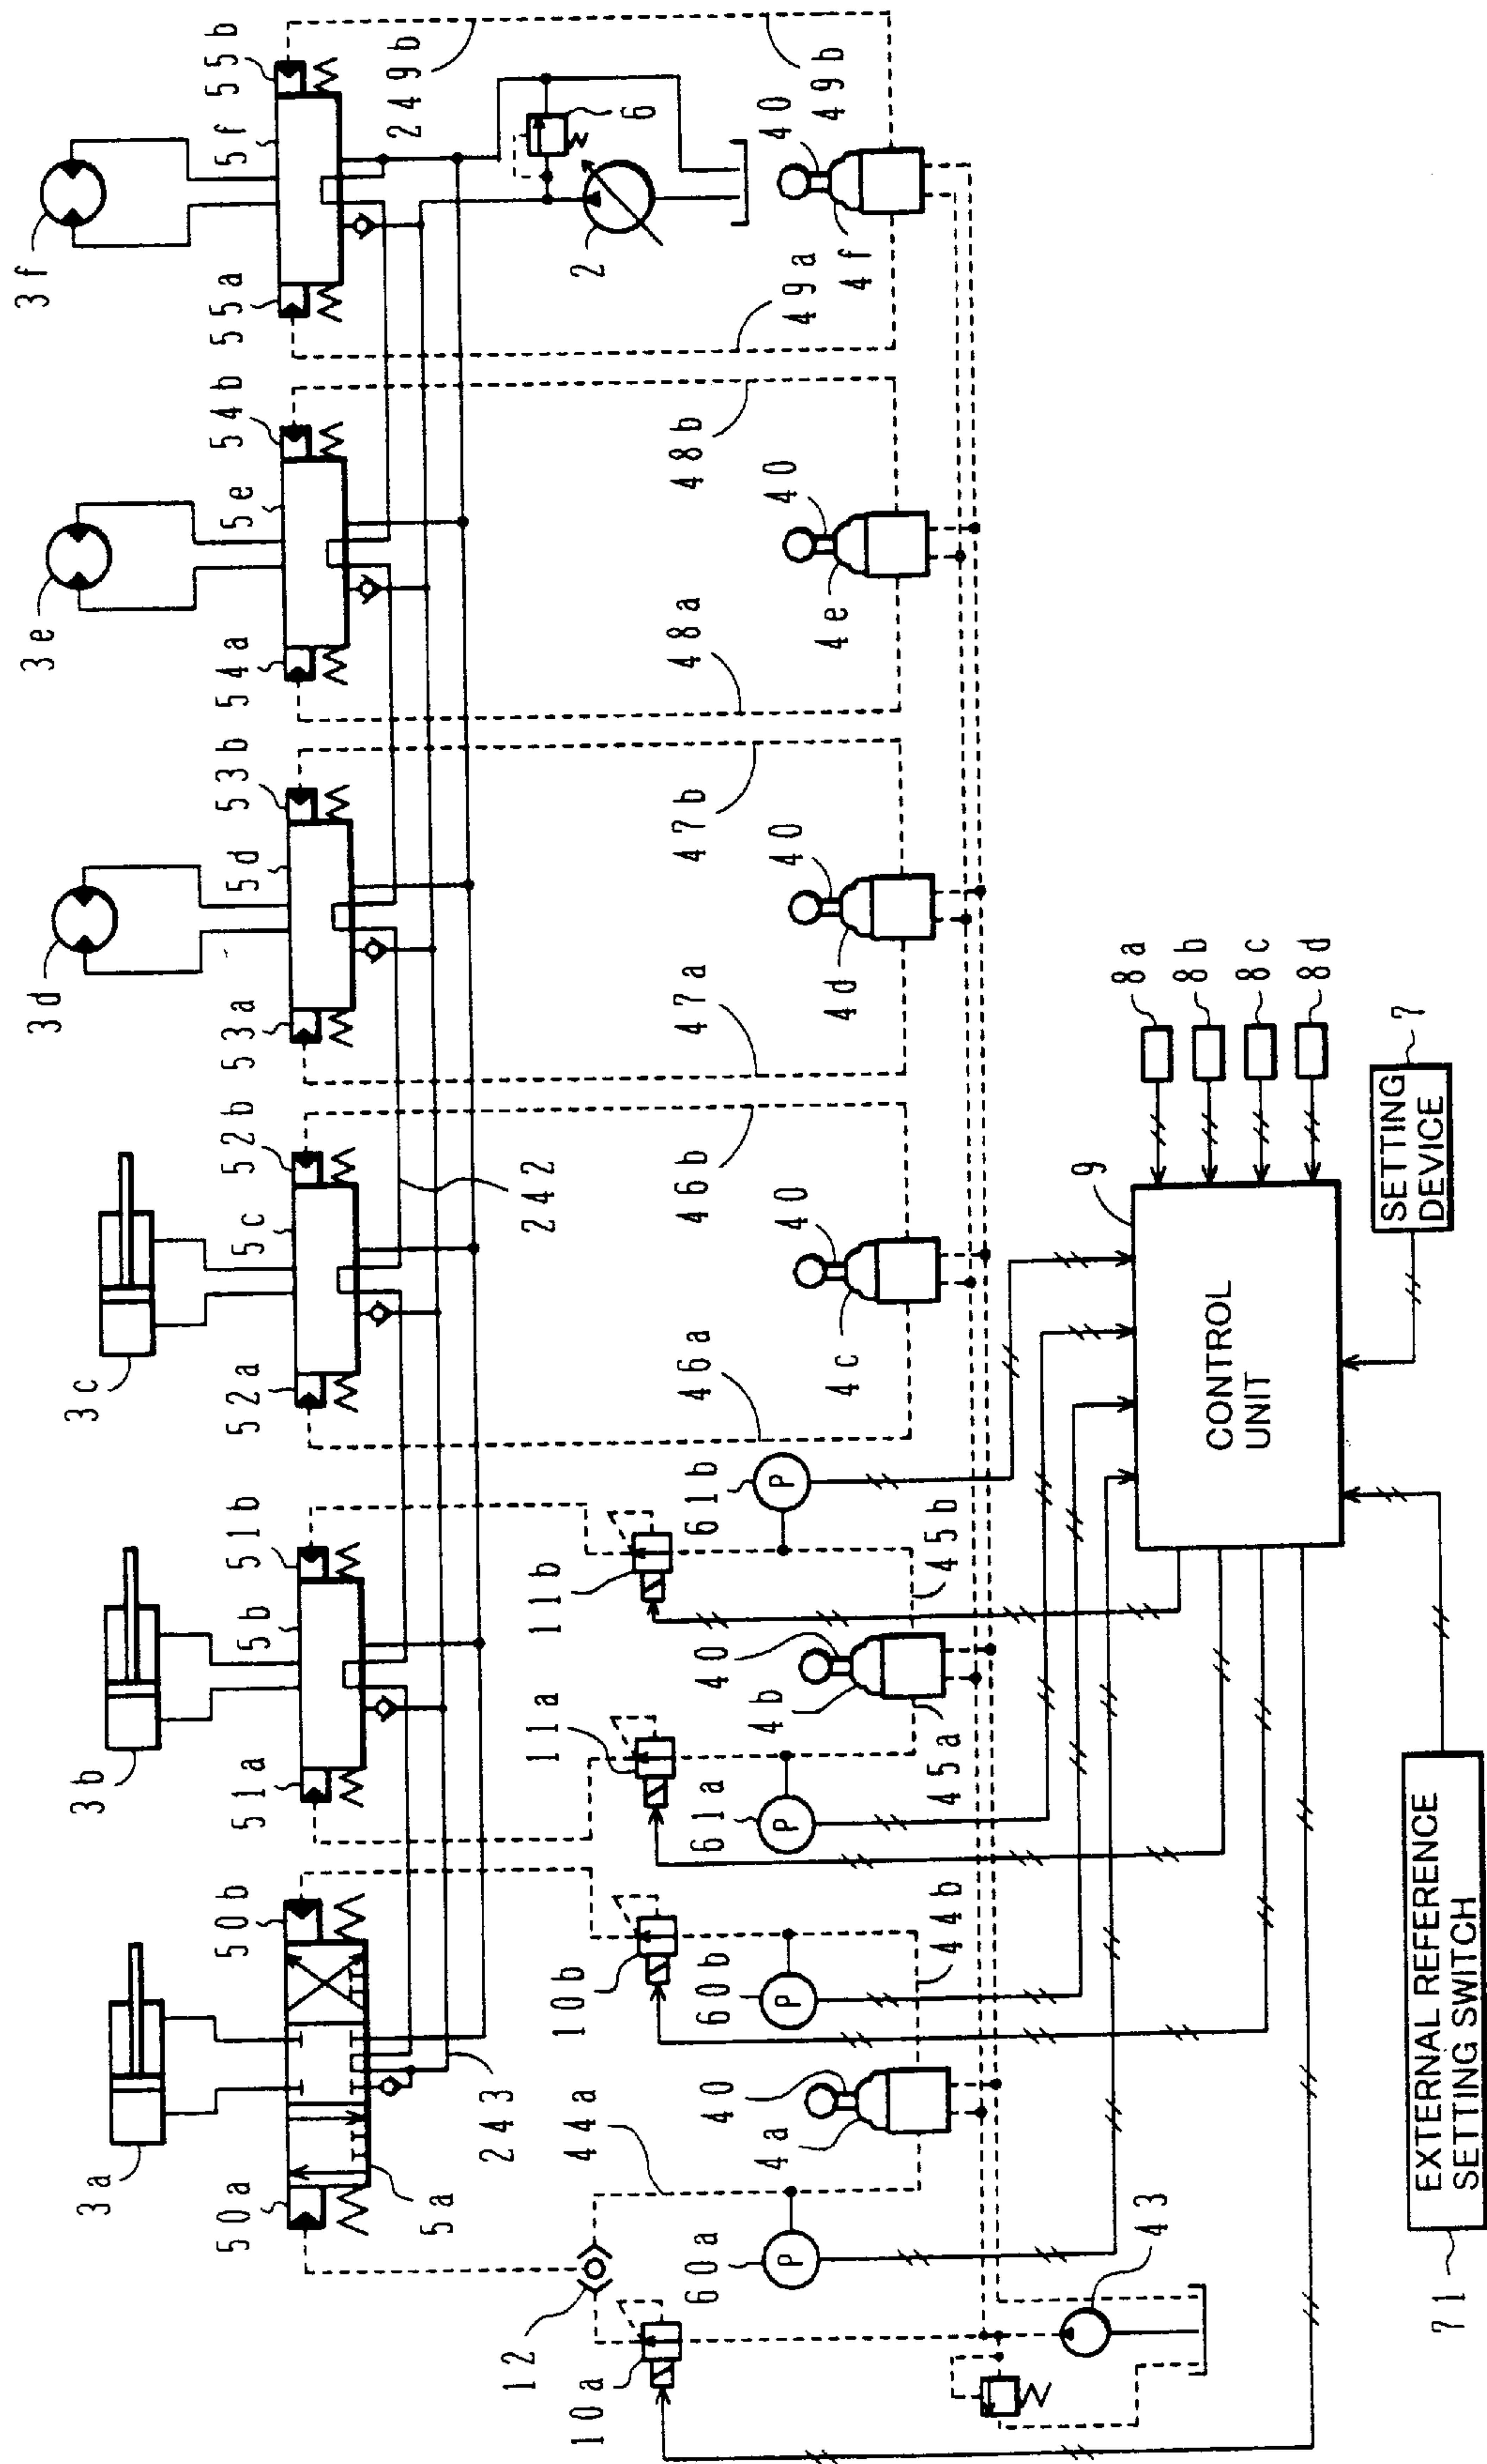 3a
3b
3c
3d
3e
3f
50a
50b
51a
5b
51b
52a
5c
52b
53a
5d
53b
54a
5e
54b
55a
5f
55b
5a
243
242
249b
6
2
12
10a
44a
10b
11a
11b
46a
46b
47a
47b
48a
48b
49a
49b
60a
60b
61a
61b
40
4a
44b
40
4b
45a
45b
40
4c
40
4d
40
4e
40
4f
43
9
CONTROL
UNIT
8a
8b
8c
8d
SETTING
DEVICE
7
EXTERNAL REFERENCE
SETTING SWITCH
71
P
P
P
P